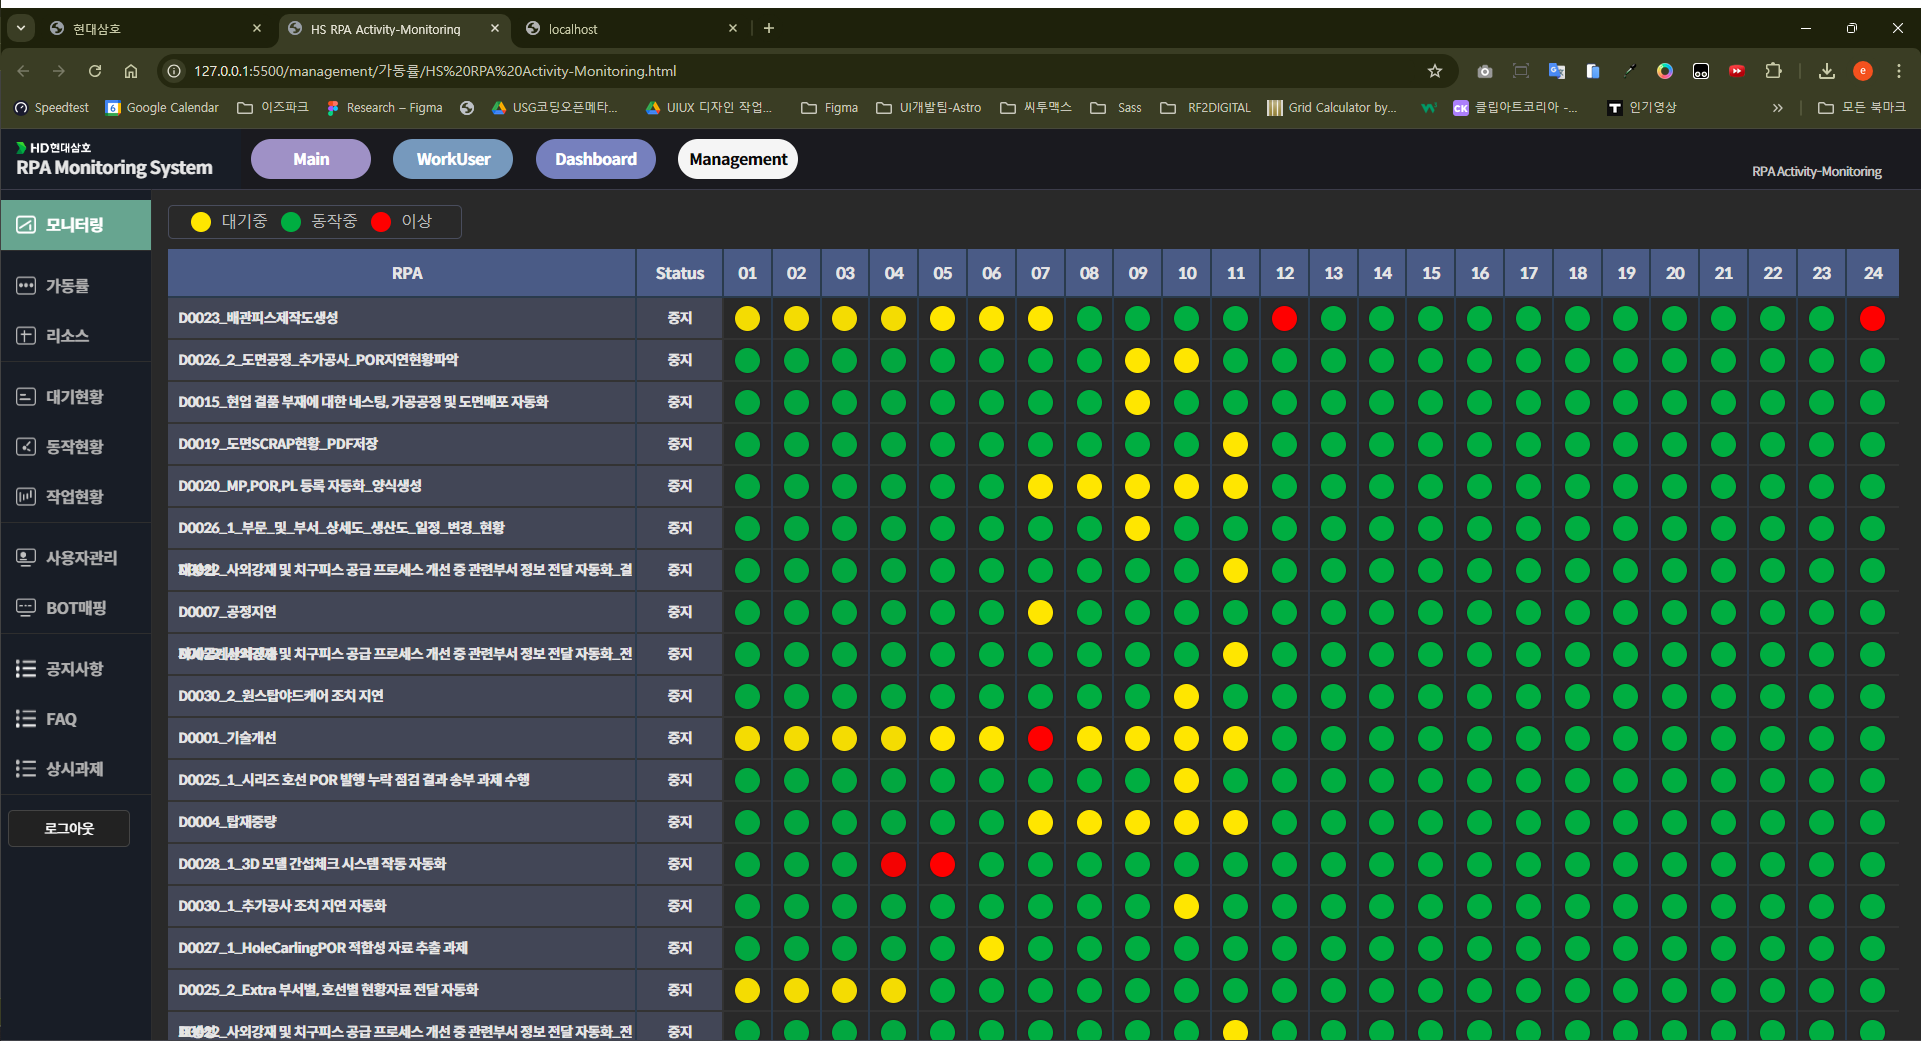 현대삼호
HS RPA Activity-Monitoring
localhost
127.0.0.1:5500/management/가동률/HS%20RPA%20Activity-Monitoring.html
Speedtest
Google Calendar
이즈파크
Research – Figma
USG코딩오픈메타...
UIUX 디자인 작업...
Figma
UI개발팀-Astro
씨투맥스
Sass
RF2DIGITAL
Grid Calculator by...
클립아트코리아 -...
인기영상
모든 북마크
HD현대삼호
RPA Monitoring System
Main
WorkUser
Dashboard
Management
RPA Activity-Monitoring
모니터링
가동률
리소스
대기현황
동작현황
작업현황
사용자관리
BOT매핑
공지사항
FAQ
상시과제
로그아웃
대기중 동작중 이상
RPA Status 01 02 03 04 05 06 07 08 09 10 11 12 13 14 15 16 17 18 19 20 21 22 23 24
D0023_배관피스제작도생성 중지
D0026_2_도면공정_추가공사_POR지연현황파악 중지
D0015_현업 결품 부재에 대한 네스팅, 가공공정 및 도면배포 자동화 중지
D0019_도면SCRAP현황_PDF저장 중지
D0020_MP,POR,PL 등록 자동화_양식생성 중지
D0026_1_부문_및_부서_상세도_생산도_일정_변경_현황 중지
사외강재 및 치구피스 공급 프로세스 개선 중 관련부서 정보 전달 자동화_결 중지
D0007_공정지연 중지
및 치구피스 공급 프로세스 개선 중 관련부서 정보 전달 자동화_전 중지
D0030_2_원스탑야드케어 조치 지연 중지
D0001_기술개선 중지
D0025_1_시리즈 호선 POR 발행 누락 점검 결과 송부 과제 수행 중지
D0004_탑재중량 중지
D0028_1_3D 모델 간섭체크 시스템 작동 자동화 중지
D0030_1_추가공사 조치 지연 자동화 중지
D0027_1_HoleCarlingPOR 적합성 자료 추출 과제 중지
D0025_2_Extra 부서별, 호선별 현황자료 전달 자동화 중지
사외강재 및 치구피스 공급 프로세스 개선 중 관련부서 정보 전달 자동화_전 중지